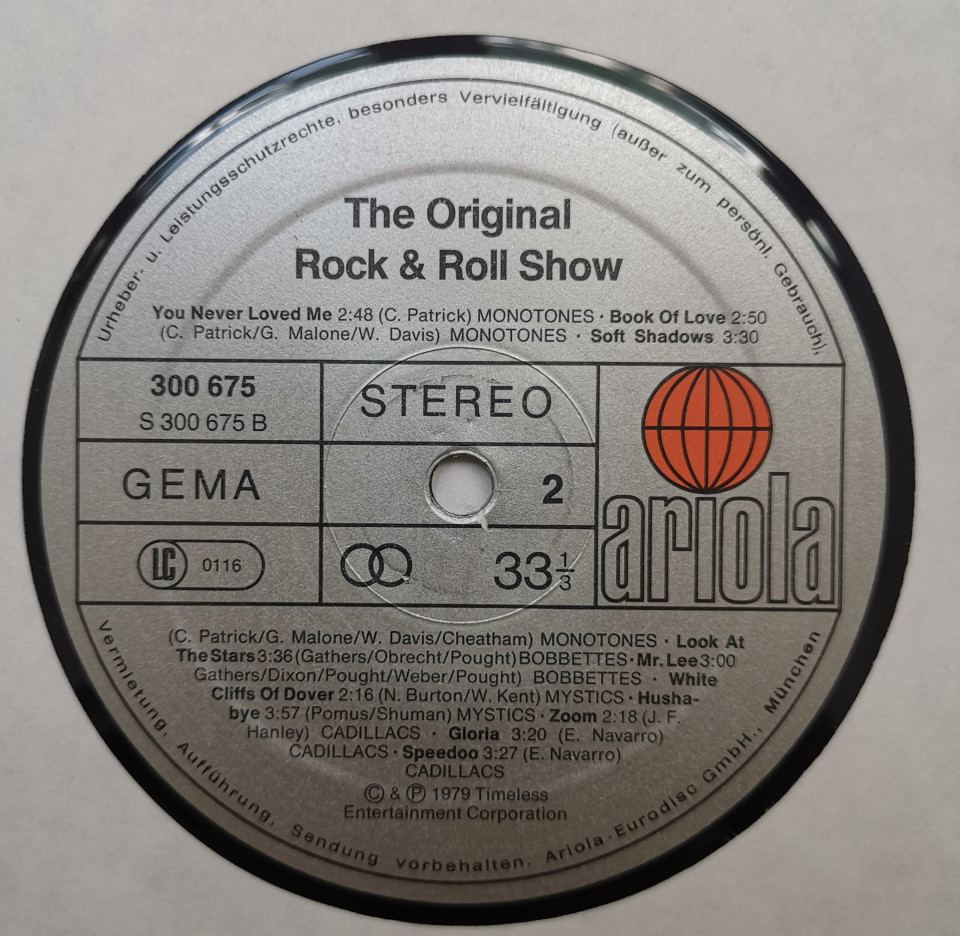 Urheber- u. Leistungsschutzrechte, besonders Vervielfältigung (außer zum persönl. Gebrauch),
The Original
Rock & Roll Show
You Never Loved Me 2:48 (C. Patrick) MONOTONES · Book Of Love 2:50
(C. Patrick/G. Malone/W. Davis) MONOTONES · Soft Shadows 3:30
300 675
S 300 675 B
STEREO
GEMA
2
LC 0116
33 1/3
ariola
(C. Patrick/G. Malone/W. Davis/Cheatham) MONOTONES · Look At
The Stars 3:36 (Gathers/Obrecht/Pought) BOBBETTES · Mr. Lee 3:00
Gathers/Dixon/Pought/Weber/Pought) BOBBETTES · White
Cliffs Of Dover 2:16 (N. Burton/W. Kent) MYSTICS · Husha-
bye 3:57 (Pomus/Shuman) MYSTICS · Zoom 2:18 (J. F.
Hanley) CADILLACS · Gloria 3:20 (E. Navarro)
CADILLACS · Speedoo 3:27 (E. Navarro)
CADILLACS
© & ℗ 1979 Timeless
Entertainment Corporation
Vermietung, Aufführung, Sendung vorbehalten. Ariola-Eurodisc GmbH., München